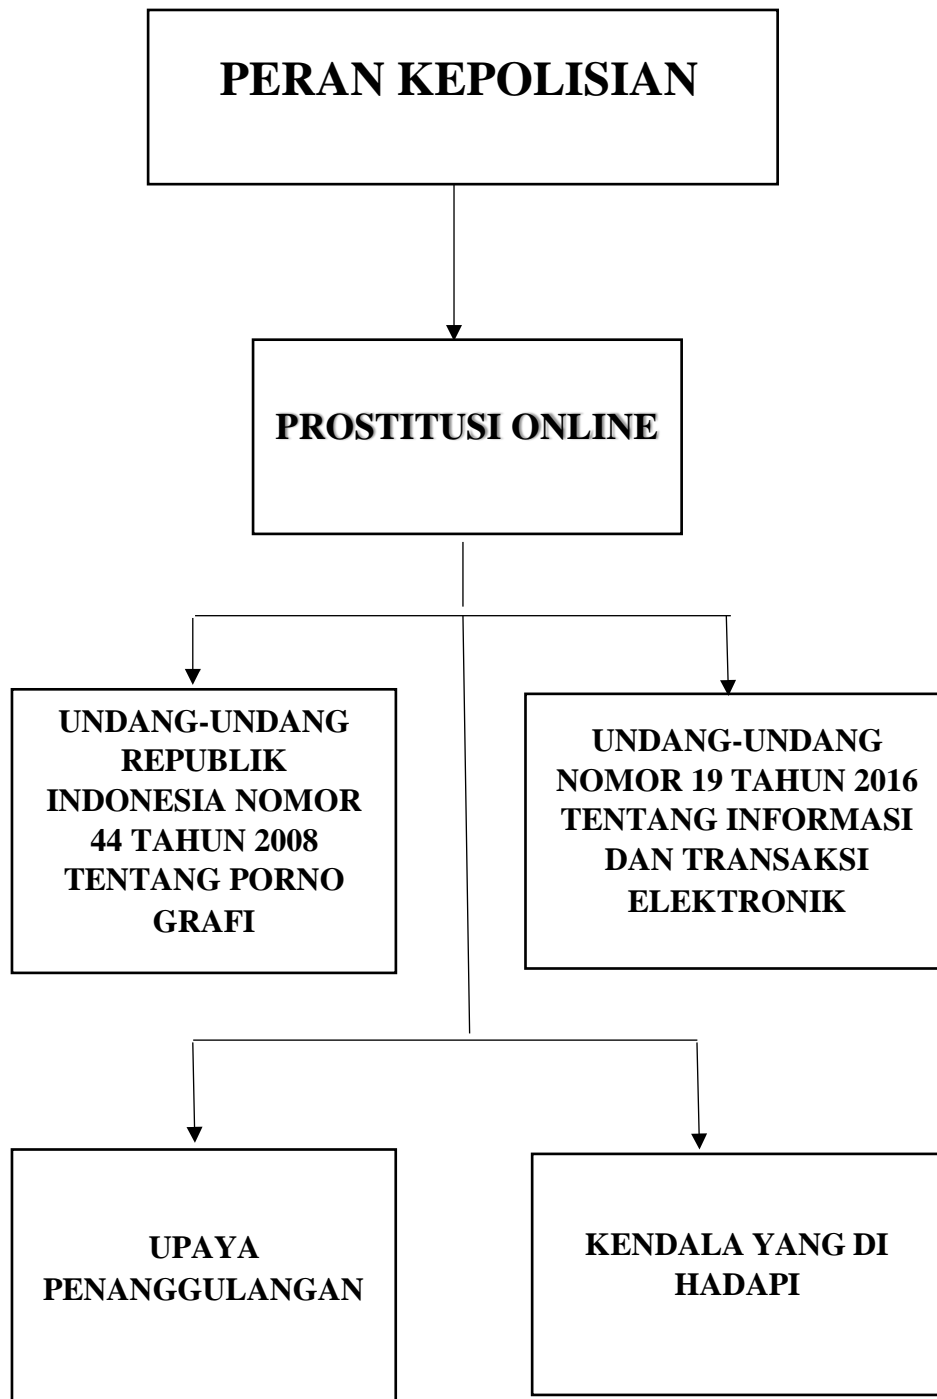 PERAN KEPOLISIAN
PROSTITUSI ONLINE
UNDANG-UNDANG
REPUBLIK
INDONESIA NOMOR
44 TAHUN 2008
TENTANG PORNO
GRAFI
UNDANG-UNDANG
NOMOR 19 TAHUN 2016
TENTANG INFORMASI
DAN TRANSAKSI
ELEKTRONIK
UPAYA
PENANGGULANGAN
KENDALA YANG DI
HADAPI